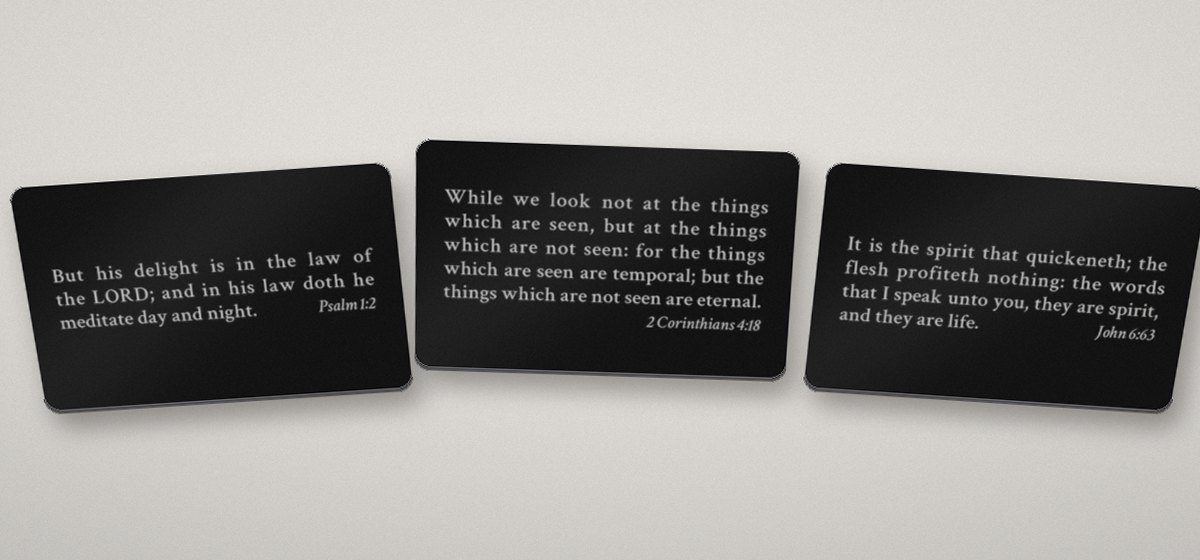 But his delight is in the law of
the LORD; and in his law doth he
meditate day and night.
Psalm 1:2
While we look not at the things
which are seen, but at the things
which are not seen: for the things
which are seen are temporal; but the
things which are not seen are eternal.
2 Corinthians 4:18
It is the spirit that quickeneth; the
flesh profiteth nothing: the words
that I speak unto you, they are spirit,
and they are life.
John 6:63